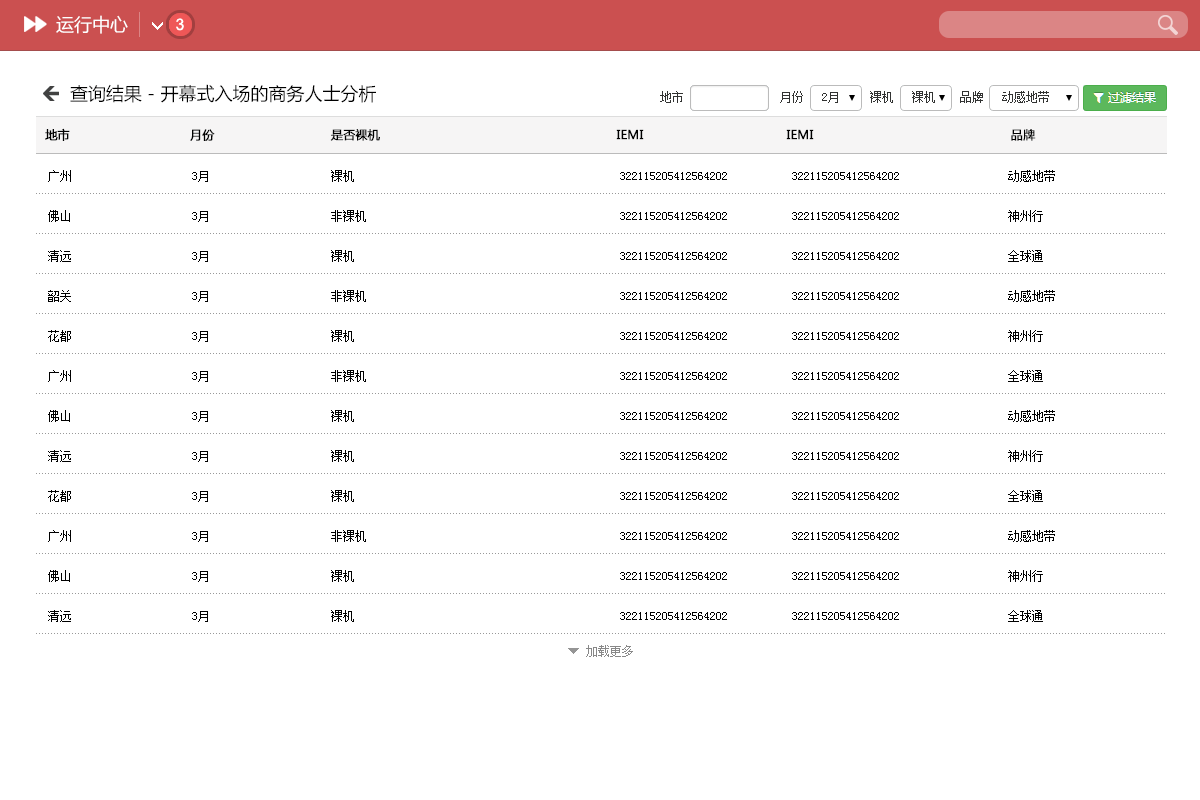 运行中心 3
查询结果 - 开幕式入场的商务人士分析
地市 月份 2月 裸机 裸机 品牌 动感地带 过滤结果
地市 月份 是否裸机 IEMI IEMI 品牌
广州 3月 裸机 322115205412564202 322115205412564202 动感地带
佛山 3月 非裸机 322115205412564202 322115205412564202 神州行
清远 3月 裸机 322115205412564202 322115205412564202 全球通
韶关 3月 非裸机 322115205412564202 322115205412564202 动感地带
花都 3月 裸机 322115205412564202 322115205412564202 神州行
广州 3月 非裸机 322115205412564202 322115205412564202 全球通
佛山 3月 裸机 322115205412564202 322115205412564202 动感地带
清远 3月 裸机 322115205412564202 322115205412564202 神州行
花都 3月 裸机 322115205412564202 322115205412564202 全球通
广州 3月 非裸机 322115205412564202 322115205412564202 动感地带
佛山 3月 裸机 322115205412564202 322115205412564202 神州行
清远 3月 裸机 322115205412564202 322115205412564202 全球通
加载更多